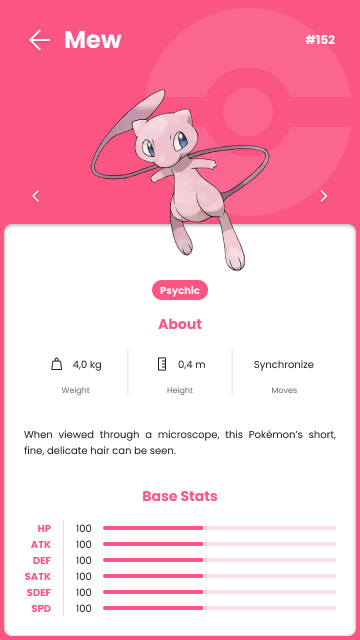 Mew
#152
Psychic
About
4,0 kg
0,4 m
Synchronize
Weight
Height
Moves
When viewed through a microscope, this Pokémon's short,
fine, delicate hair can be seen.
Base Stats
HP 100
ATK 100
DEF 100
SATK 100
SDEF 100
SPD 100